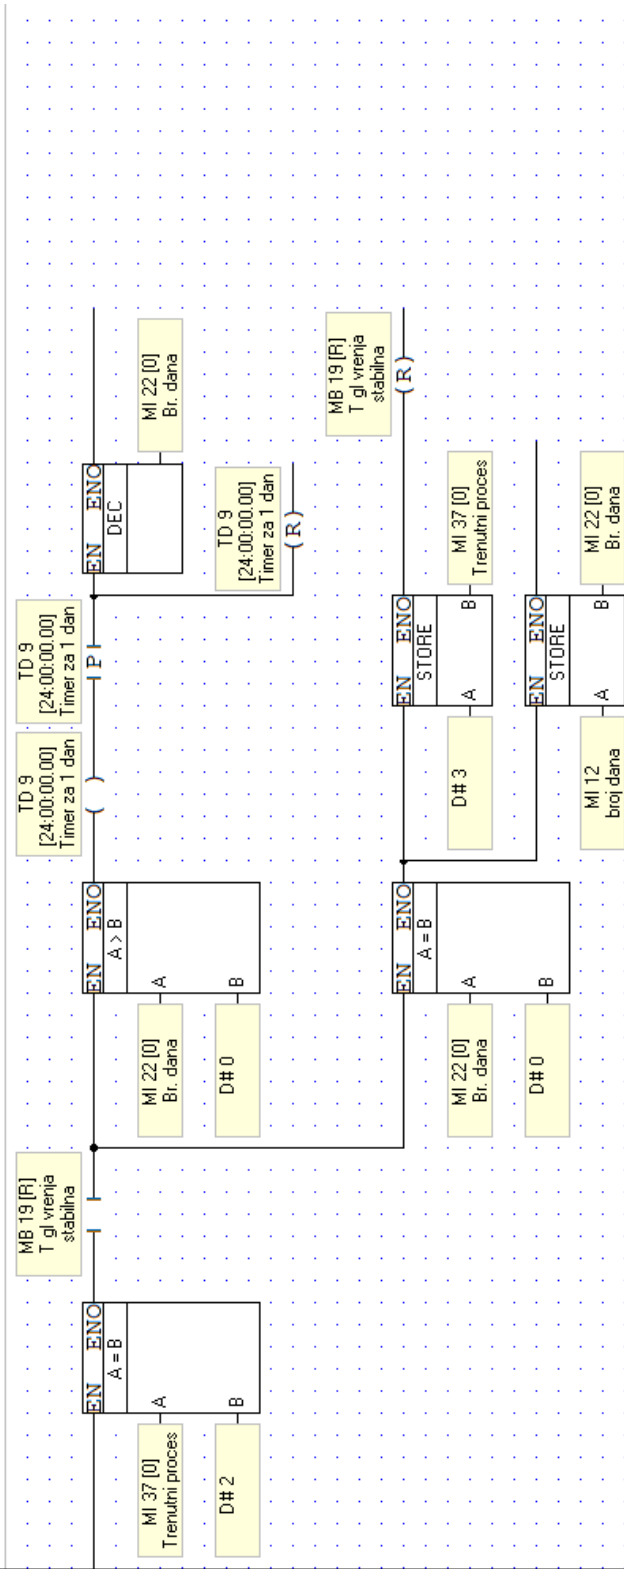 MB 19 [R]
T gl vrenja
stabilna
EN ENO
A = B
A
B
MI 37 [0]
Trenutni proces
D# 2
EN ENO
A > B
A
B
MI 22 [0]
Br. dana
D# 0
TD 9
[24:00:00.00]
Timer za 1 dan
( )
TD 9
[24:00:00.00]
Timer za 1 dan
P
EN ENO
DEC
MI 22 [0]
Br. dana
TD 9
[24:00:00.00]
Timer za 1 dan
(R)
EN ENO
A = B
A
B
MI 22 [0]
Br. dana
D# 0
EN ENO
STORE
A
B
D# 3
MI 37 [0]
Trenutni proces
MB 19 [R]
T gl vrenja
stabilna
(R)
EN ENO
STORE
A
B
MI 12
broj dana
MI 22 [0]
Br. dana